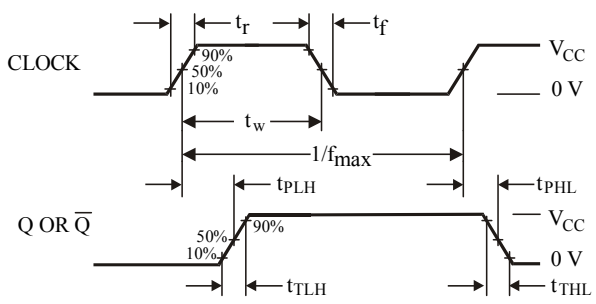 tr
tf
CLOCK
90%
50%
10%
VCC
0 V
tw
1/fmax
tPLH
tPHL
Q OR Q̅
50%
10%
90%
VCC
0 V
tTLH
tTHL